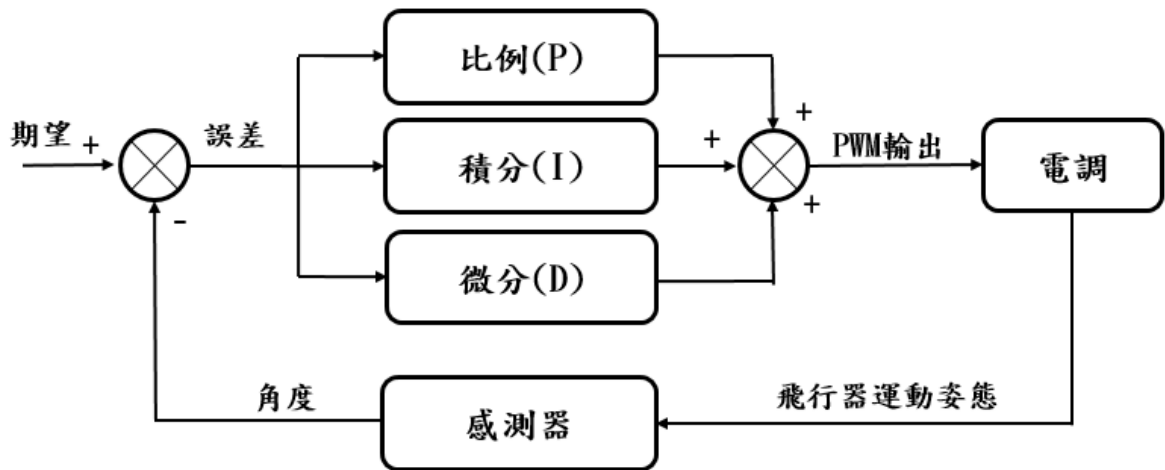 比例(P)
+
期望 +
誤差
+
PWM輸出
積分(I)
電調
-
+
微分(D)
角度
感測器
飛行器運動姿態